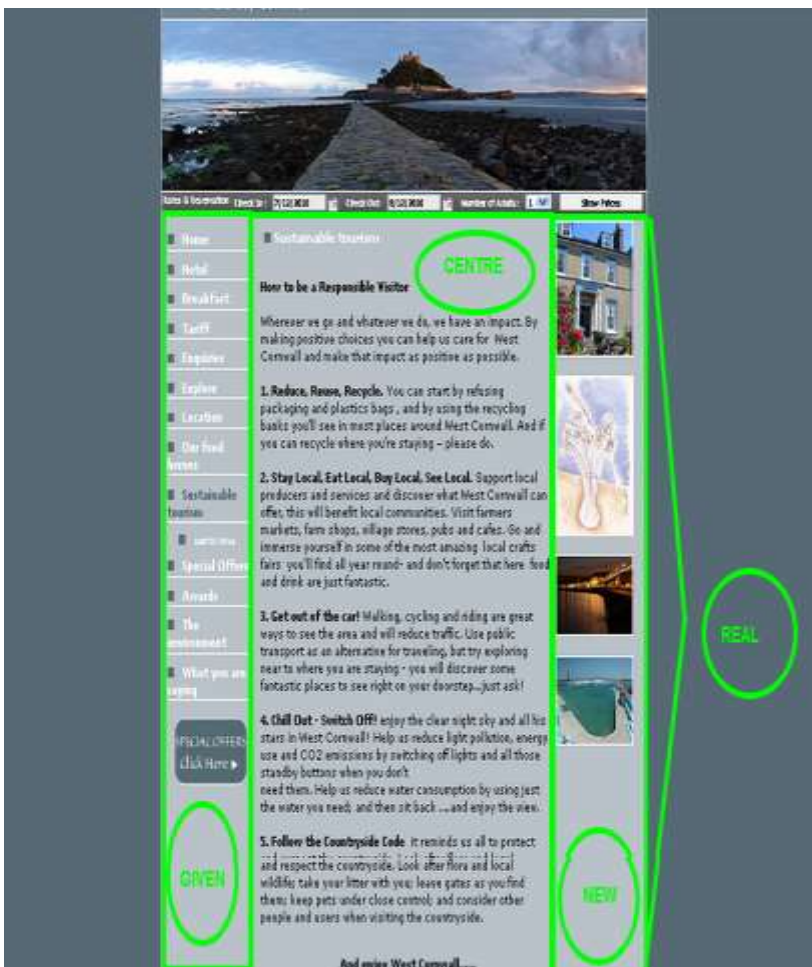 Check In : 7/12/2010 Check Out: 8/12/2010 Number of Adults: 1 Show Prices
Home
Hotel
Breakfast
Tariff
Enquiries
Explore
Location
Our food
heroes
Sustainable
tourism
Special Offers
Awards
The
environment
What you are
saying
SPECIAL OFFERS
Click Here
GIVEN
Sustainable tourism
CENTRE
How to be a Responsible Visitor
Wherever we go and whatever we do, we have an impact. By
making positive choices you can help us care for West
Cornwall and make that impact as positive as possible.
1. Reduce, Reuse, Recycle. You can start by refusing
packaging and plastics bags , and by using the recycling
banks you'll see in most places around West Cornwall. And if
you can recycle where you're staying – please do.
2. Stay Local, Eat Local, Buy Local, See Local. Support local
producers and services and discover what West Cornwall can
offer, this will benefit local communities. Visit farmers
markets, farm shops, village stores, pubs and cafes. Go and
immerse yourself in some of the most amazing local crafts
fairs you'll find all year round- and don't forget that here food
and drink are just fantastic.
3. Get out of the car! Walking, cycling and riding are great
ways to see the area and will reduce traffic. Use public
transport as an alternative for traveling, but try exploring
near to where you are staying - you will discover some
fantastic places to see right on your doorstep...just ask!
4. Chill Out - Switch Off! enjoy the clear night sky and all his
stars in West Cornwall! Help us reduce light pollution, energy
use and CO2 emissions by switching off lights and all those
standby buttons when you don't
need them. Help us reduce water consumption by using just
the water you need; and then sit back ....and enjoy the view.
5. Follow the Countryside Code It reminds us all to protect
and respect the countryside. Look after flora and local
wildlife; take your litter with you; leave gates as you find
them; keep pets under close control; and consider other
people and users when visiting the countryside.
And enjoy West Cornwall.....
NEW
REAL